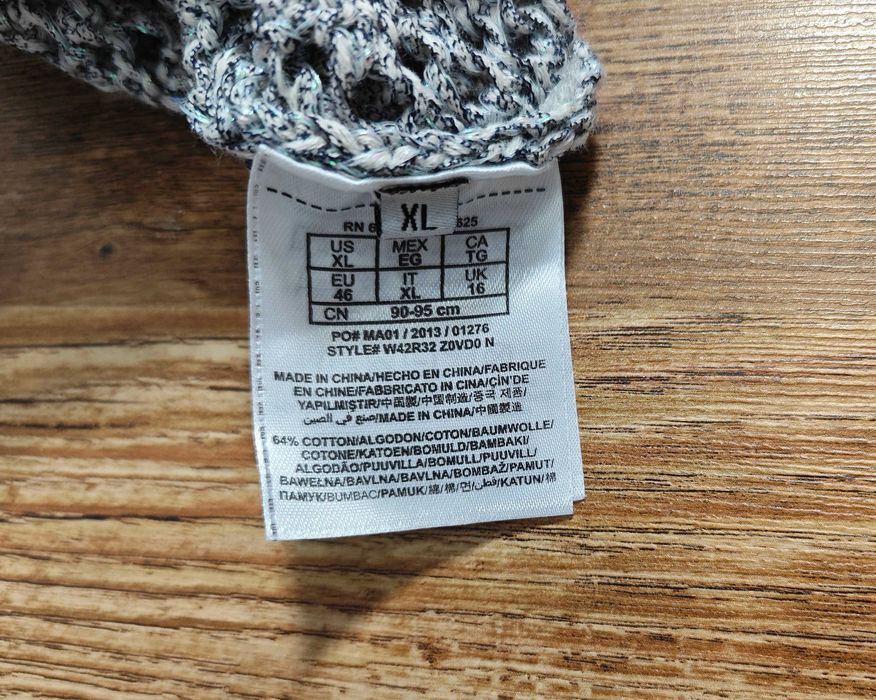 XL
RN 6 625
US MEX CA
XL EG TG
EU IT UK
46 XL 16
CN 90-95 cm
PO# MA01 / 2013 / 01276
STYLE# W42R32 Z0VD0 N
MADE IN CHINA/HECHO EN CHINA/FABRIQUE
EN CHINE/FABBRICATO IN CINA/ÇİN'DE
YAPILMIŞTIR/中国製/中国制造/중국 제품/
صنع في الصين/MADE IN CHINA/中國製造
64% COTTON/ALGODON/COTON/BAUMWOLLE/
COTONE/KATOEN/BOMULD/BAMBAKI/
ALGODÃO/PUUVILLA/BOMULL/PUUVILL/
BAWEŁNA/BAVLNA/BAVLNA/BOMBAŽ/PAMUT/
ПАМУК/BUMBAC/PAMUK/綿/棉/면/قطن/KATUN/棉